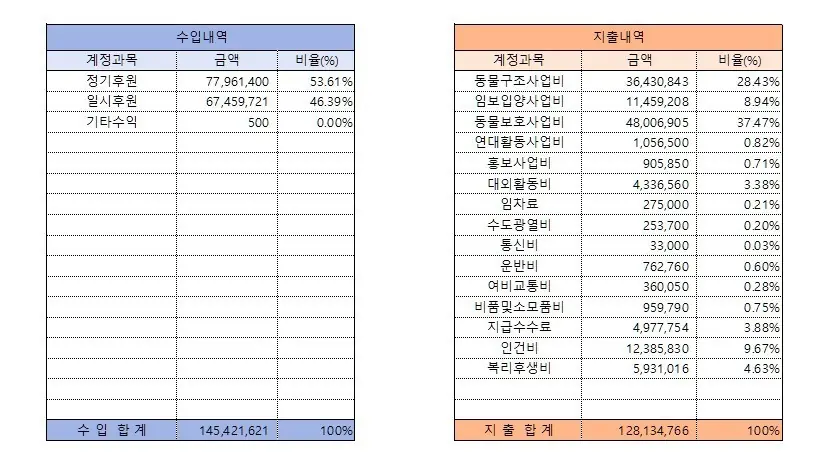 수입내역
계정과목 금액 비율(%)
정기후원 77,961,400 53.61%
일시후원 67,459,721 46.39%
기타수익 500 0.00%
수 입 합 계 145,421,621 100%
지출내역
계정과목 금액 비율(%)
동물구조사업비 36,430,843 28.43%
임보입양사업비 11,459,208 8.94%
동물보호사업비 48,006,905 37.47%
연대활동사업비 1,056,500 0.82%
홍보사업비 905,850 0.71%
대외활동비 4,336,560 3.38%
임차료 275,000 0.21%
수도광열비 253,700 0.20%
통신비 33,000 0.03%
운반비 762,760 0.60%
여비교통비 360,050 0.28%
비품및소모품비 959,790 0.75%
지급수수료 4,977,754 3.88%
인건비 12,385,830 9.67%
복리후생비 5,931,016 4.63%
지 출 합 계 128,134,766 100%